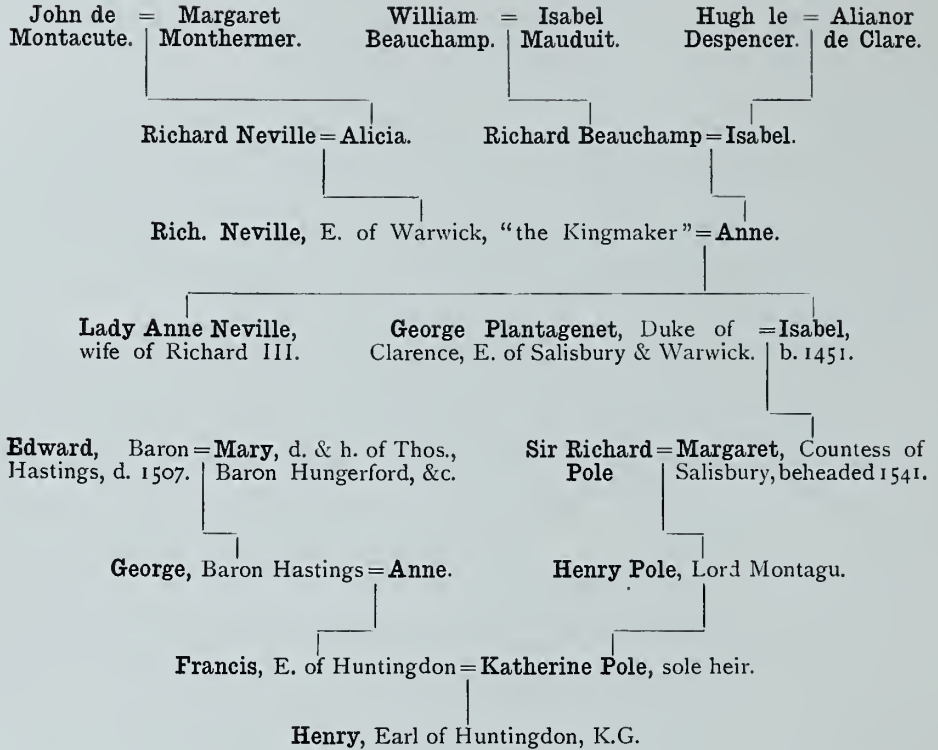 John de = Margaret William = Isabel Hugh le = Alianor
Montacute. Monthermer. Beauchamp. Mauduit. Despencer. de Clare.
Richard Neville = Alicia. Richard Beauchamp = Isabel.
Rich. Neville, E. of Warwick, "the Kingmaker" = Anne.
Lady Anne Neville, George Plantagenet, Duke of = Isabel,
wife of Richard III. Clarence, E. of Salisbury & Warwick. b. 1451.
Edward, Baron = Mary, d. & h. of Thos., Sir Richard = Margaret, Countess of
Hastings, d. 1507. Baron Hungerford, &c. Pole Salisbury, beheaded 1541.
George, Baron Hastings = Anne. Henry Pole, Lord Montagu.
Francis, E. of Huntingdon = Katherine Pole, sole heir.
Henry, Earl of Huntingdon, K.G.